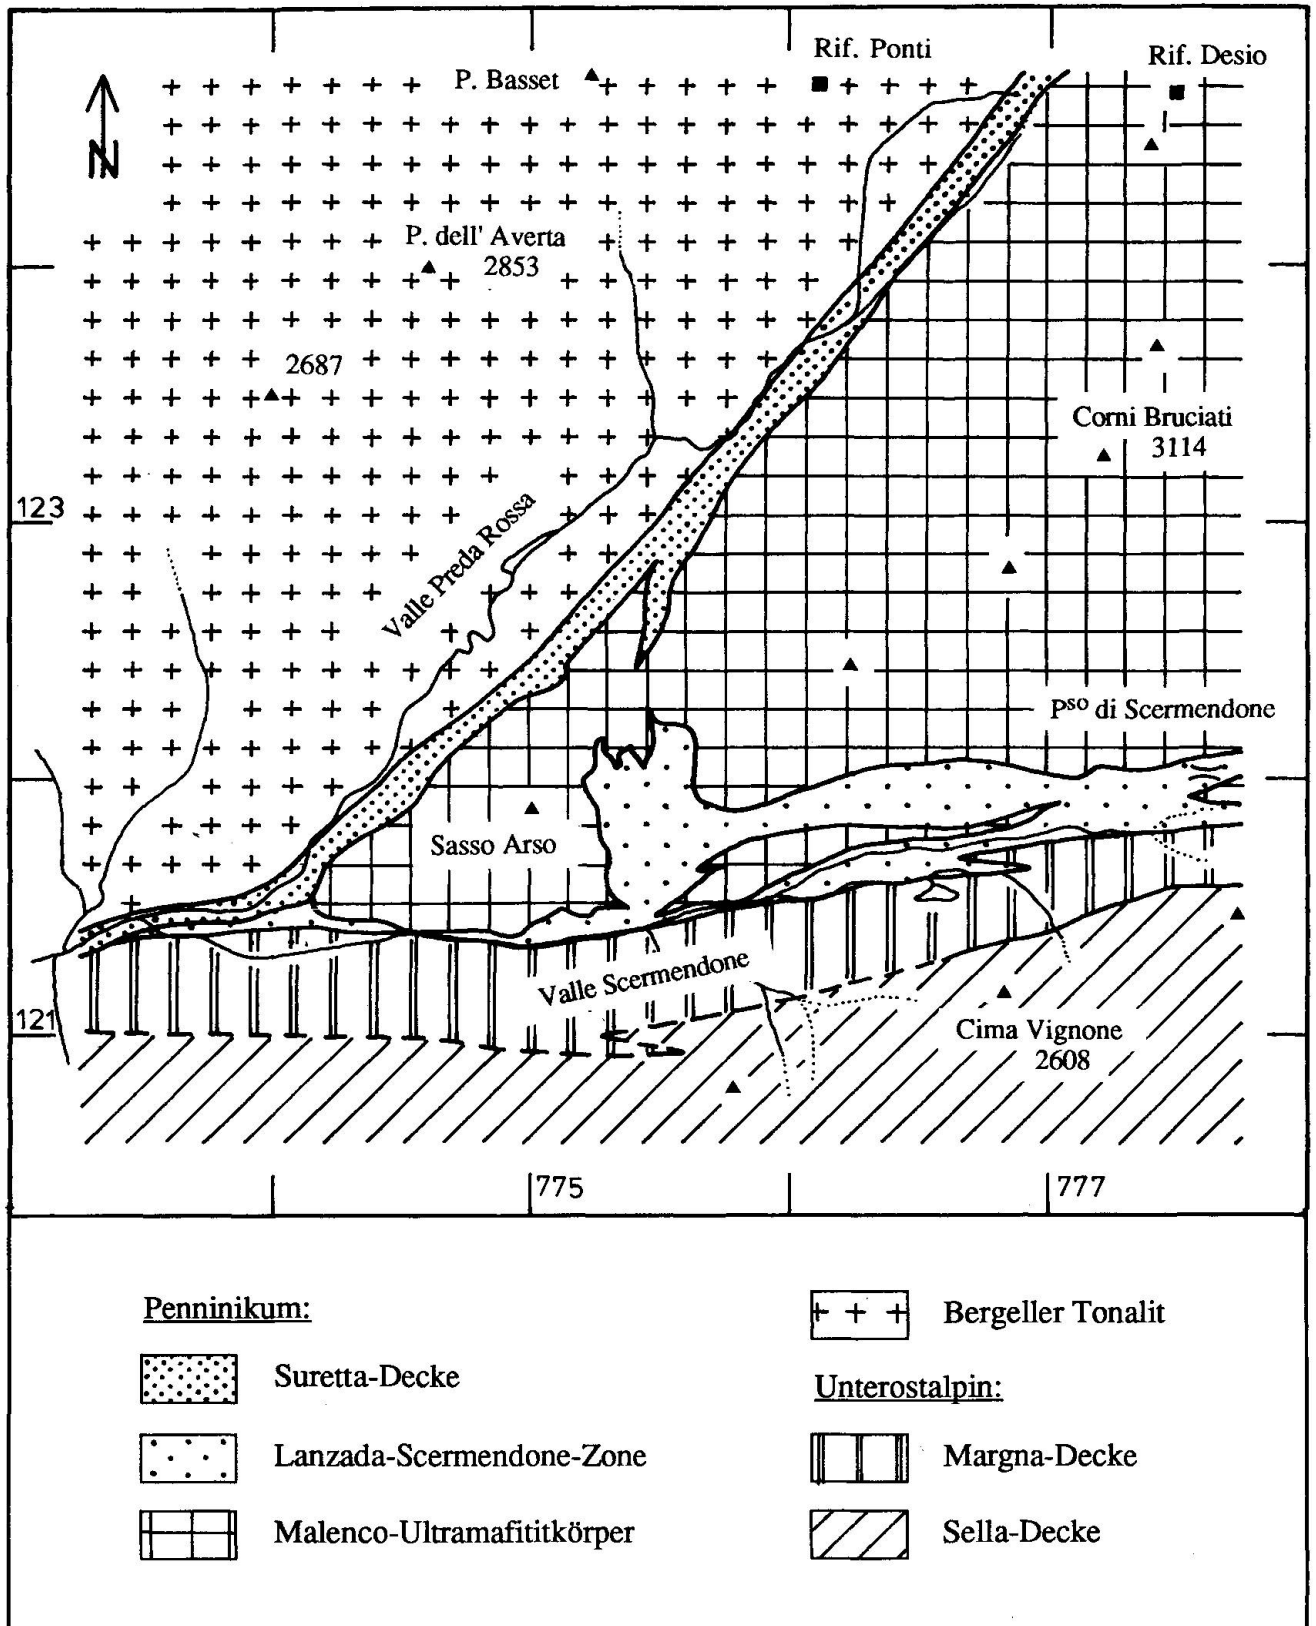 Rif. Ponti
Rif. Desio
P. Basset
N
P. dell' Averta
2853
2687
Corni Bruciati
3114
123
Valle Preda Rossa
Pso di Scermendone
Sasso Arso
Valle Scermendone
121
Cima Vignone
2608
775
777
Penninikum:
Suretta-Decke
Lanzada-Scermendone-Zone
Malenco-Ultramafititkörper
Bergeller Tonalit
Unterostalpin:
Margna-Decke
Sella-Decke